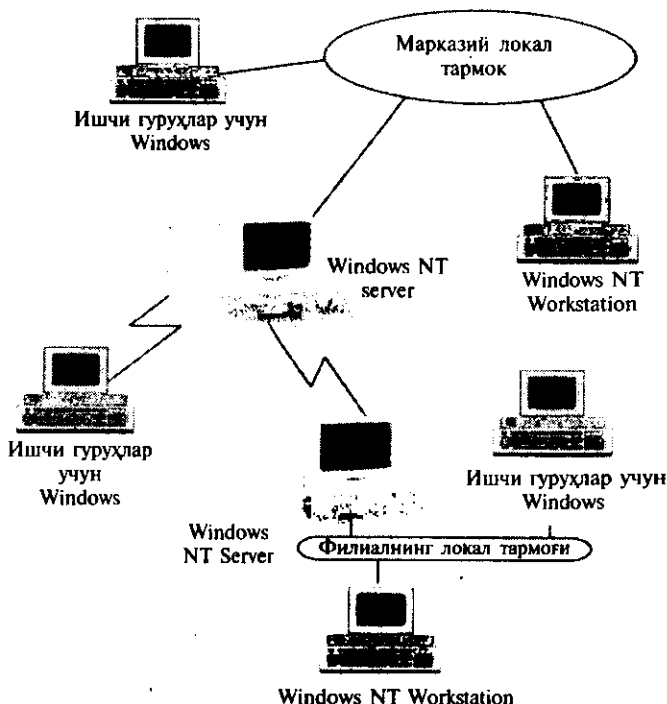 Марказий локал
тармок
Ишчи гуруҳлар учун
Windows
Windows NT
server
Windows NT
Workstation
Ишчи гуруҳлар
учун
Windows
Ишчи гуруҳлар учун
Windows
Windows
NT Server
Филиалнинг локал тармоғи
Windows NT Workstation